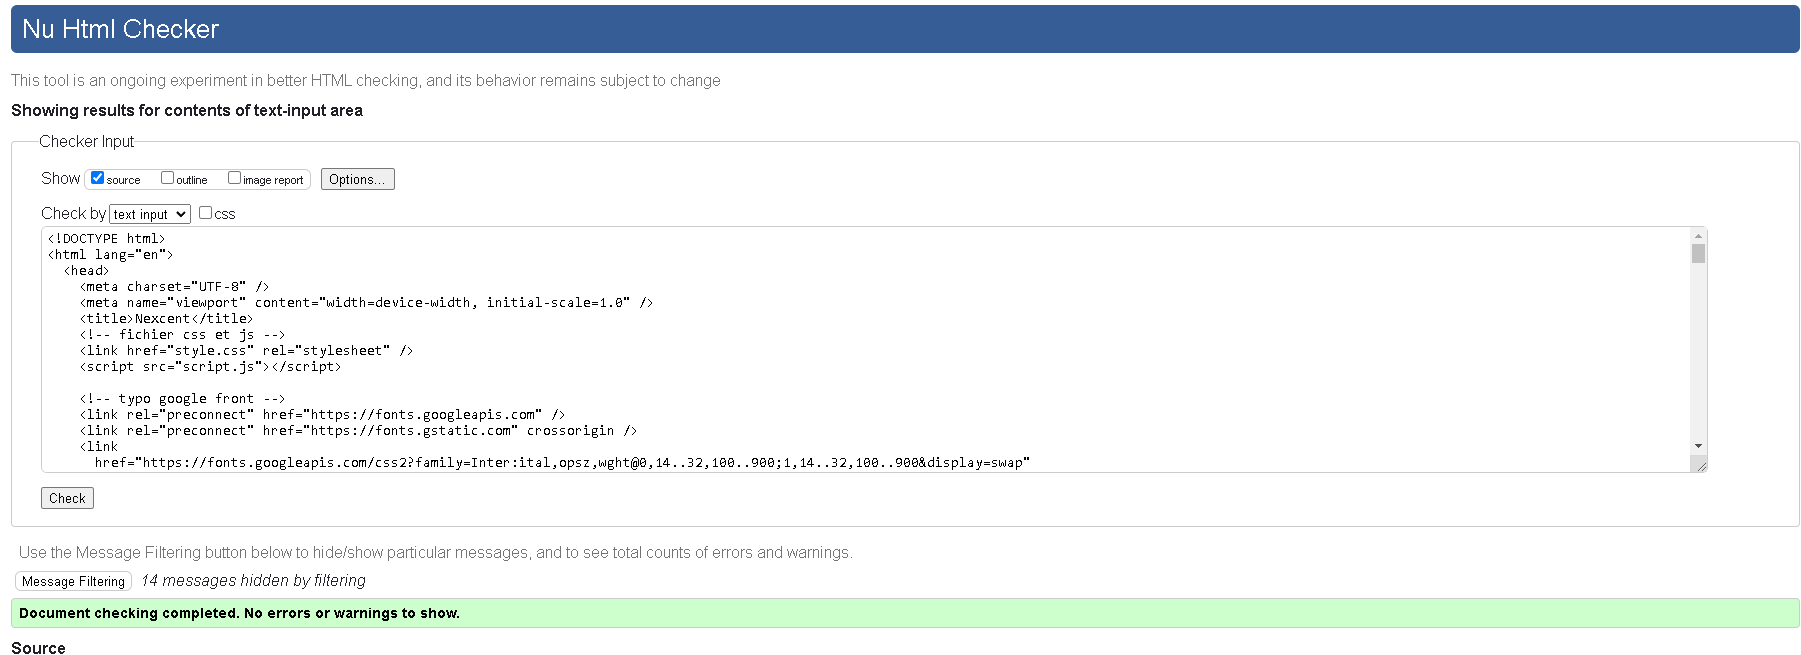 Nu Html Checker
This tool is an ongoing experiment in better HTML checking, and its behavior remains subject to change
Showing results for contents of text-input area
Checker Input
Show source outline image report Options...
Check by text input css
<!DOCTYPE html>
<html lang="en">
<head>
<meta charset="UTF-8" />
<meta name="viewport" content="width=device-width, initial-scale=1.0" />
<title>Nexcent</title>
<!-- fichier css et js -->
<link href="style.css" rel="stylesheet" />
<script src="script.js"></script>
<!-- typo google front -->
<link rel="preconnect" href="https://fonts.googleapis.com" />
<link rel="preconnect" href="https://fonts.gstatic.com" crossorigin />
<link
href="https://fonts.googleapis.com/css2?family=Inter:ital,opsz,wght@0,14..32,100..900;1,14..32,100..900&display=swap"
Check
Use the Message Filtering button below to hide/show particular messages, and to see total counts of errors and warnings.
Message Filtering 14 messages hidden by filtering
Document checking completed. No errors or warnings to show.
Source